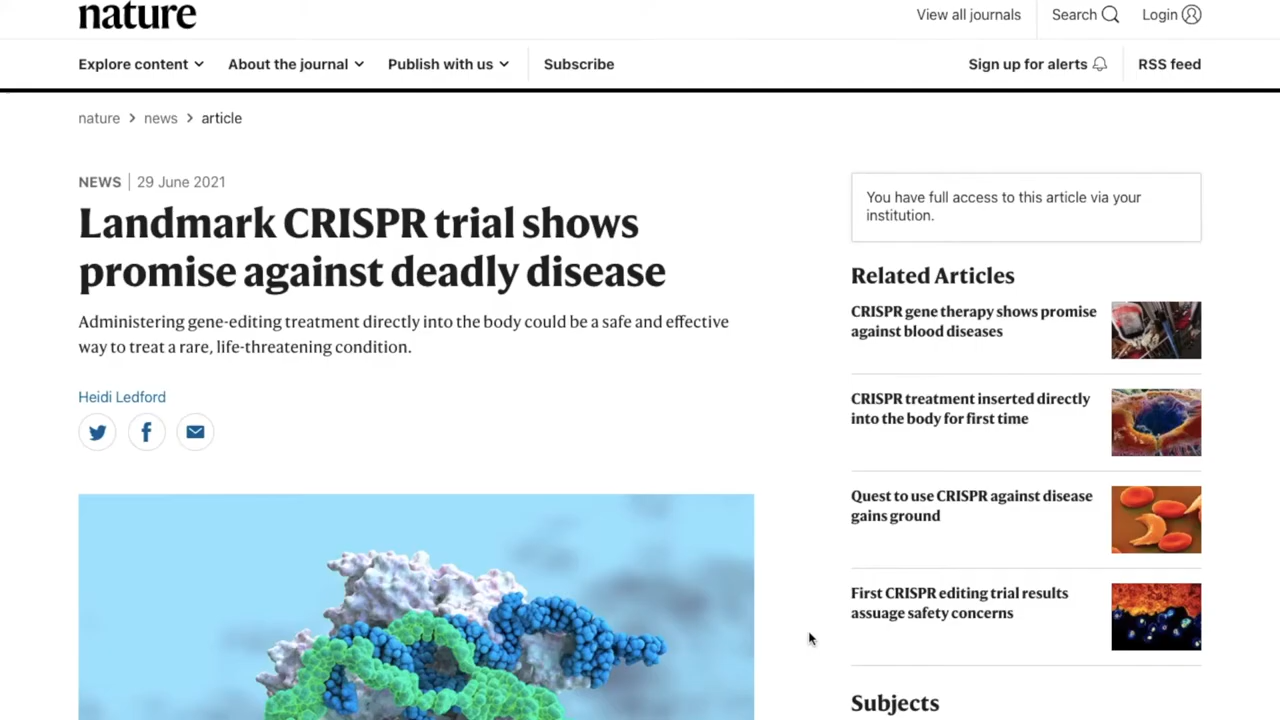 nature
View all journals
Search
Login
Explore content
About the journal
Publish with us
Subscribe
Sign up for alerts
RSS feed
nature > news > article
NEWS | 29 June 2021
Landmark CRISPR trial shows
promise against deadly disease
Administering gene-editing treatment directly into the body could be a safe and effective
way to treat a rare, life-threatening condition.
Heidi Ledford
You have full access to this article via your
institution.
Related Articles
CRISPR gene therapy shows promise
against blood diseases
CRISPR treatment inserted directly
into the body for first time
Quest to use CRISPR against disease
gains ground
First CRISPR editing trial results
assuage safety concerns
Subjects